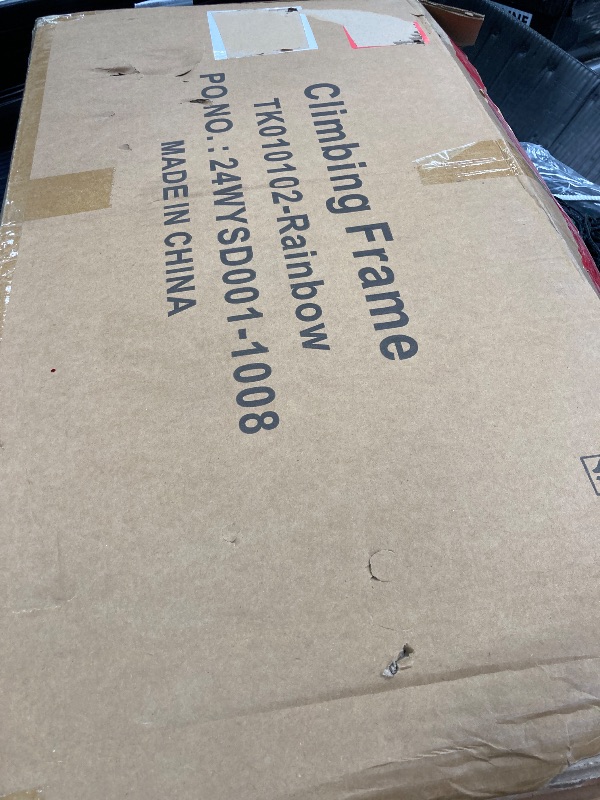 Climbing Frame
TK010102-Rainbow
PO.NO.: 24WYSD001-1008
MADE IN CHINA